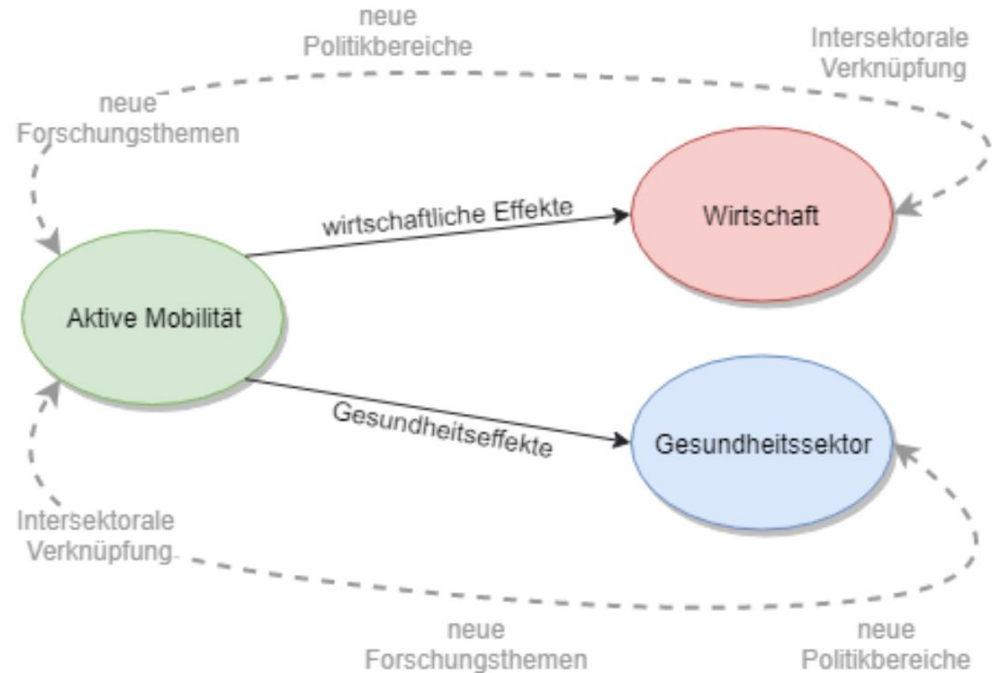 neue
Politikbereiche
Intersektorale
Verknüpfung
neue
Forschungsthemen
wirtschaftliche Effekte
Wirtschaft
Aktive Mobilität
Gesundheitseffekte
Gesundheitssektor
Intersektorale
Verknüpfung
neue
Forschungsthemen
neue
Politikbereiche